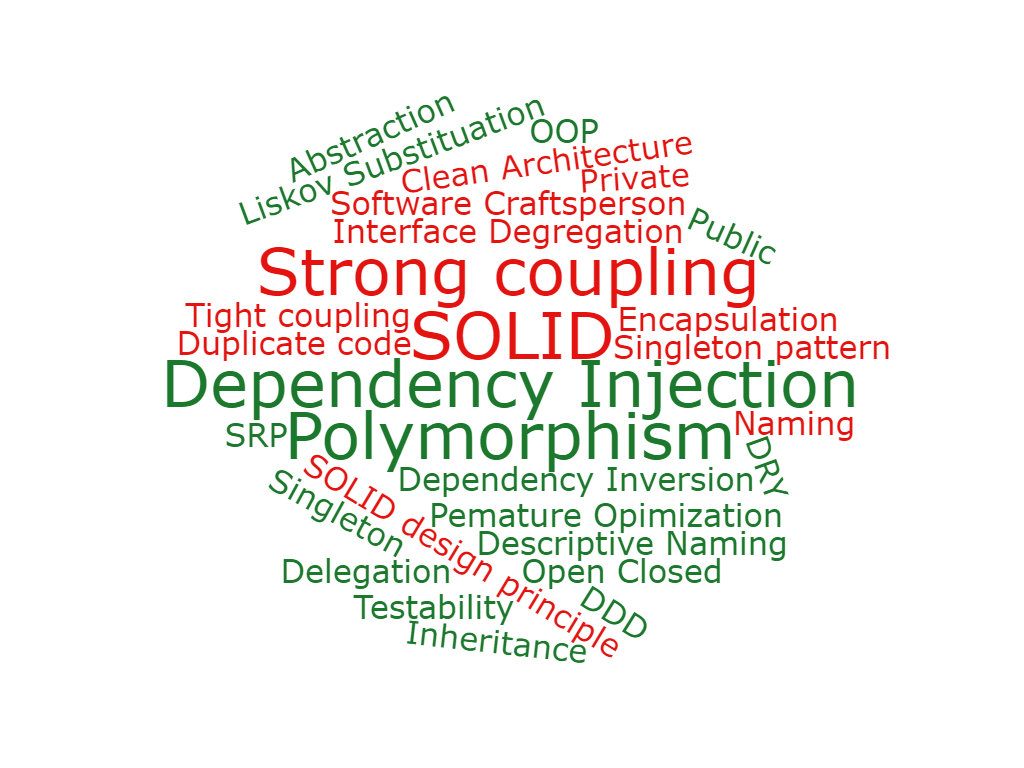 Abstraction
Liskov Substituation
OOP
Clean Architecture
Private
Software Craftsperson
Public
Interface Degregation
Strong coupling
Tight coupling
SOLID
Encapsulation
Duplicate code
Singleton pattern
Dependency Injection
SRP
Polymorphism
Naming
DRY
SOLID design principle
Dependency Inversion
Singleton
Pemature Opimization
Descriptive Naming
Delegation
Open Closed
DDD
Testability
Inheritance